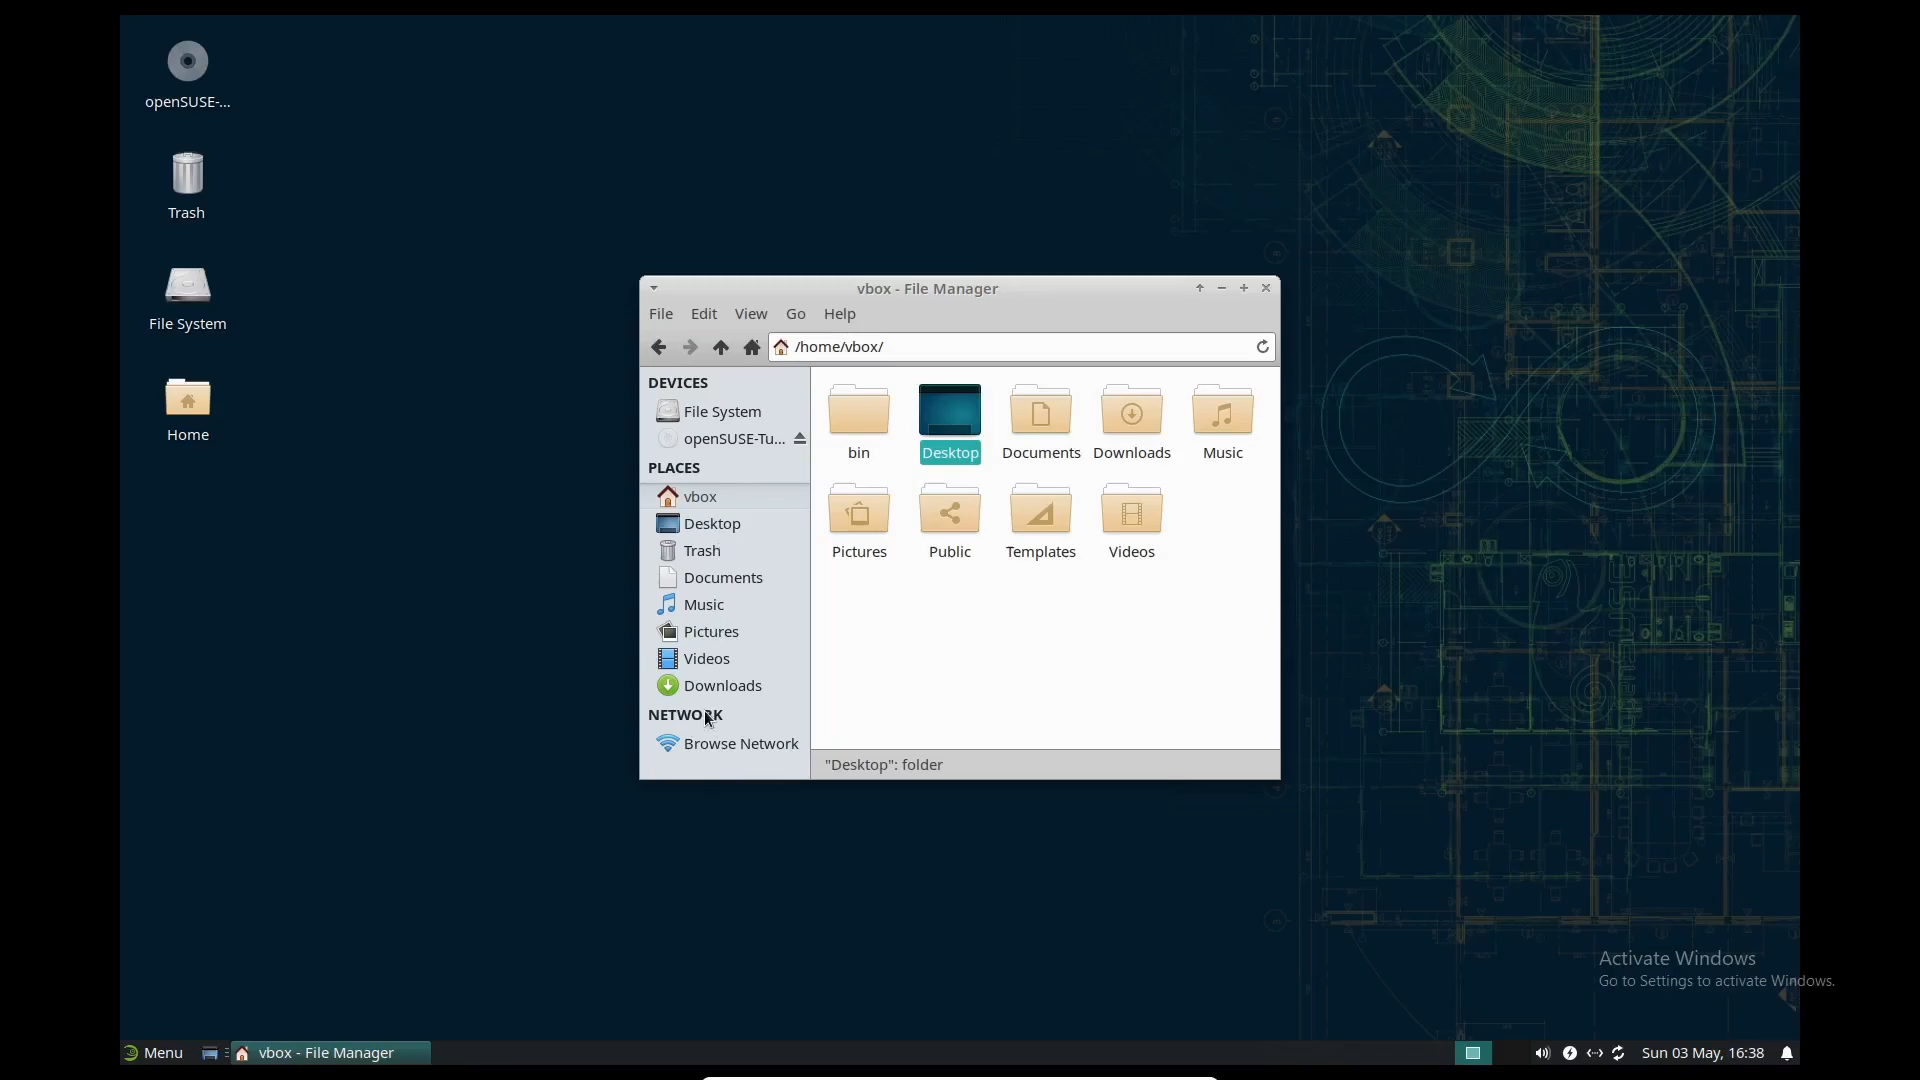 openSUSE-...
Trash
File System
Home
vbox - File Manager
File Edit View Go Help
/home/vbox/
DEVICES
File System
openSUSE-Tu...
PLACES
vbox
Desktop
Trash
Documents
Music
Pictures
Videos
Downloads
NETWORK
Browse Network
bin Desktop Documents Downloads Music
Pictures Public Templates Videos
"Desktop": folder
Activate Windows
Go to Settings to activate Windows.
Menu vbox - File Manager Sun 03 May, 16:38